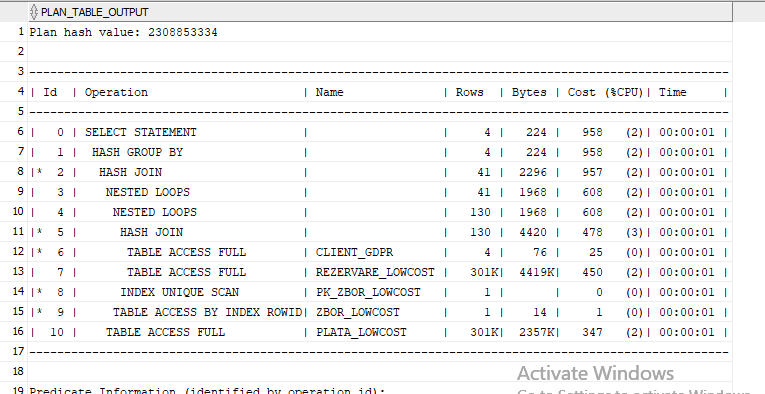 PLAN_TABLE_OUTPUT
1 Plan hash value: 2308853334
2
3 ----------------------------------------------------------------------------------------------------
4 | Id  | Operation                      | Name               | Rows  | Bytes | Cost (%CPU)| Time     |
5 ----------------------------------------------------------------------------------------------------
6 |   0 | SELECT STATEMENT               |                    |     4 |   224 |   958   (2)| 00:00:01 |
7 |   1 |  HASH GROUP BY                 |                    |     4 |   224 |   958   (2)| 00:00:01 |
8 |*  2 |   HASH JOIN                    |                    |    41 |  2296 |   957   (2)| 00:00:01 |
9 |   3 |    NESTED LOOPS                |                    |    41 |  1968 |   608   (2)| 00:00:01 |
10 |   4 |     NESTED LOOPS               |                    |   130 |  1968 |   608   (2)| 00:00:01 |
11 |*  5 |      HASH JOIN                 |                    |   130 |  4420 |   478   (3)| 00:00:01 |
12 |*  6 |       TABLE ACCESS FULL        | CLIENT_GDPR        |     4 |    76 |    25   (0)| 00:00:01 |
13 |   7 |       TABLE ACCESS FULL        | REZERVARE_LOWCOST  |   301K|  4419K|   450   (2)| 00:00:01 |
14 |*  8 |      INDEX UNIQUE SCAN         | PK_ZBOR_LOWCOST    |     1 |       |     0   (0)| 00:00:01 |
15 |*  9 |     TABLE ACCESS BY INDEX ROWID| ZBOR_LOWCOST       |     1 |    14 |     1   (0)| 00:00:01 |
16 |  10 |    TABLE ACCESS FULL           | PLATA_LOWCOST      |   301K|  2357K|   347   (2)| 00:00:01 |
17 ----------------------------------------------------------------------------------------------------
18
Activate Windows
19 Predicate Information (identified by operation id):
Go to Settings to activate Windows